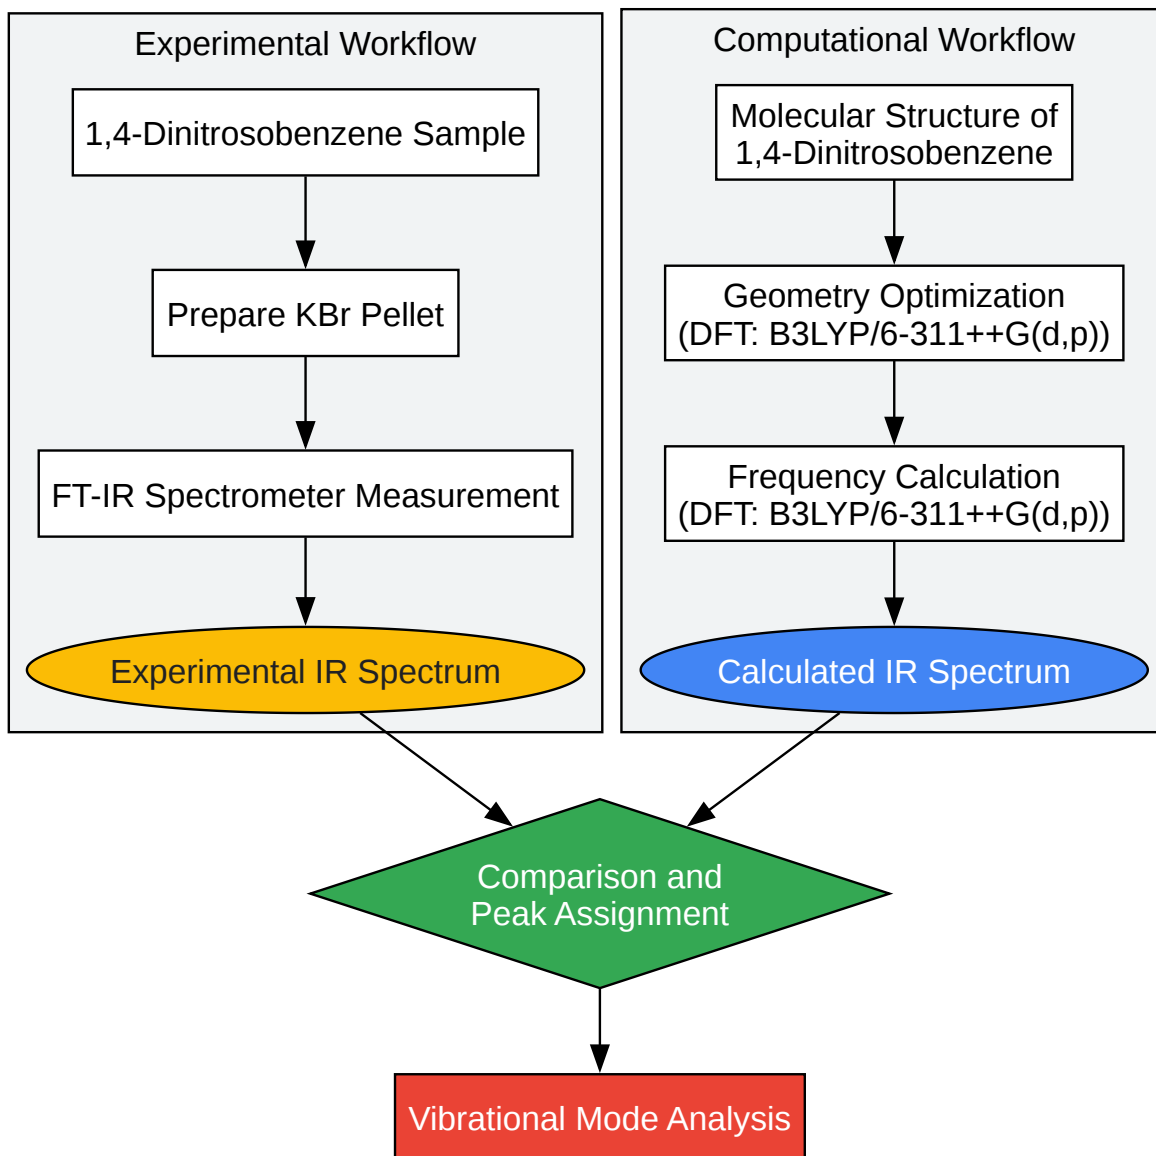 Experimental Workflow
1,4-Dinitrosobenzene Sample
Prepare KBr Pellet
FT-IR Spectrometer Measurement
Experimental IR Spectrum
Computational Workflow
Molecular Structure of
1,4-Dinitrosobenzene
Geometry Optimization
(DFT: B3LYP/6-311++G(d,p))
Frequency Calculation
(DFT: B3LYP/6-311++G(d,p))
Calculated IR Spectrum
Comparison and
Peak Assignment
Vibrational Mode Analysis